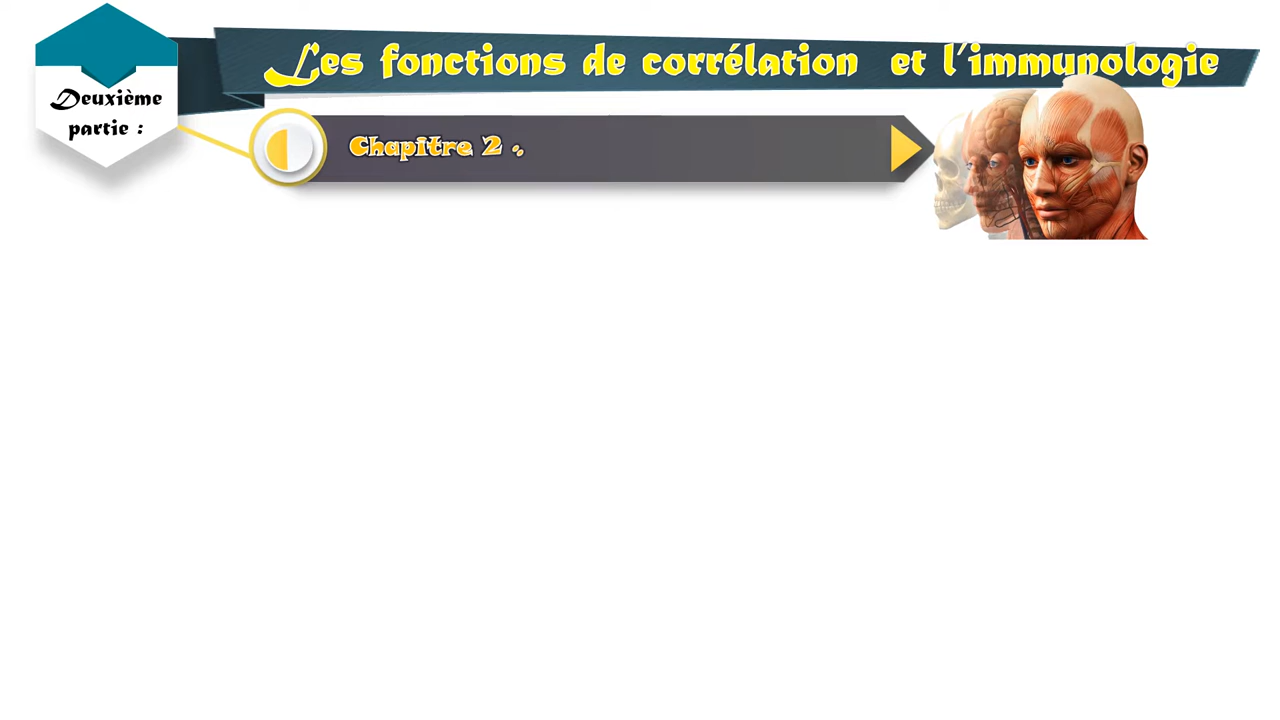 Les fonctions de corrélation et l'immunologie
Deuxième
partie :
Chapitre 2 :